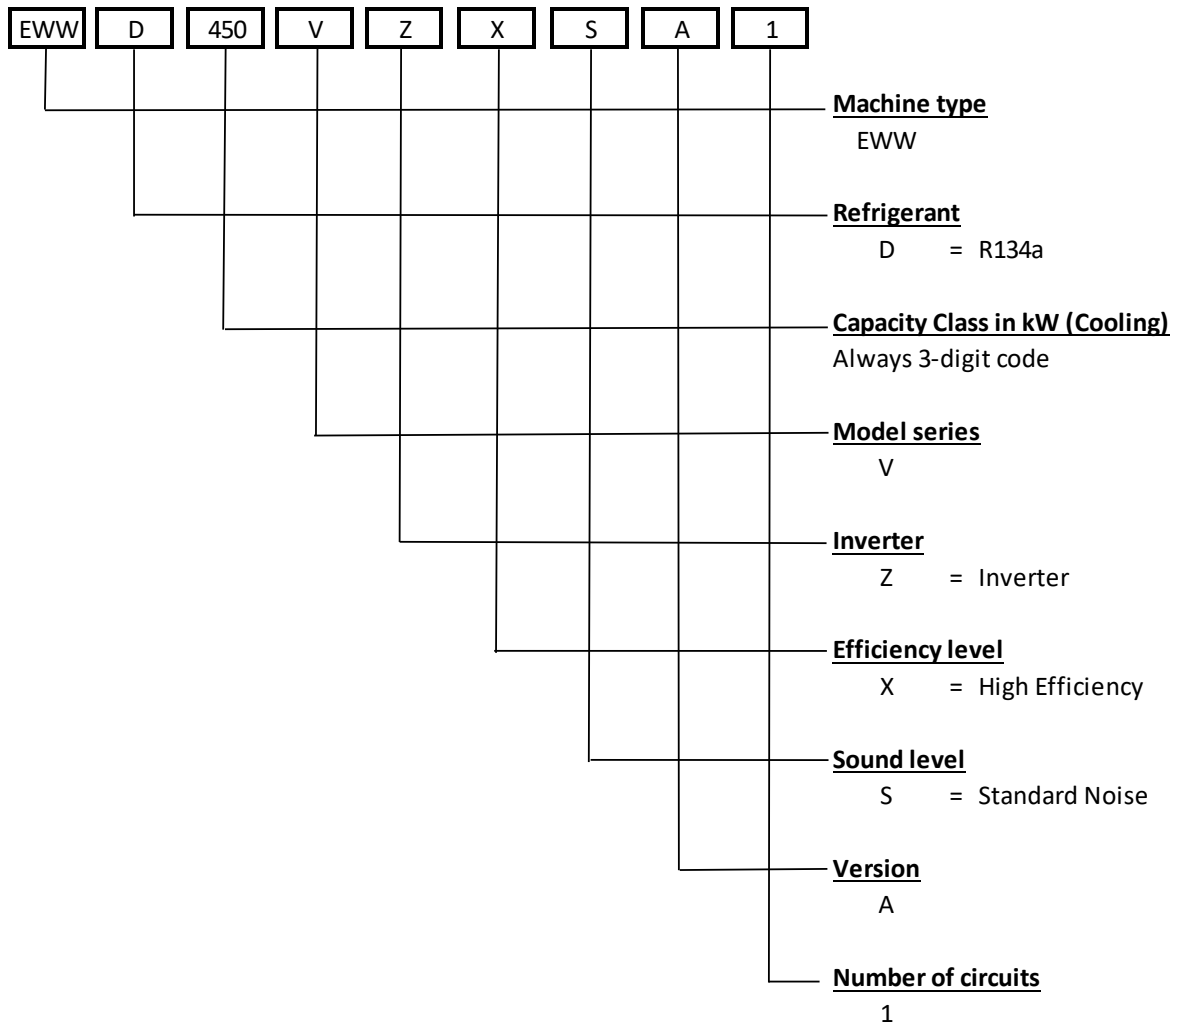 EWW D 450 V Z X S A 1
Machine type
EWW
Refrigerant
D = R134a
Capacity Class in kW (Cooling)
Always 3-digit code
Model series
V
Inverter
Z = Inverter
Efficiency level
X = High Efficiency
Sound level
S = Standard Noise
Version
A
Number of circuits
1